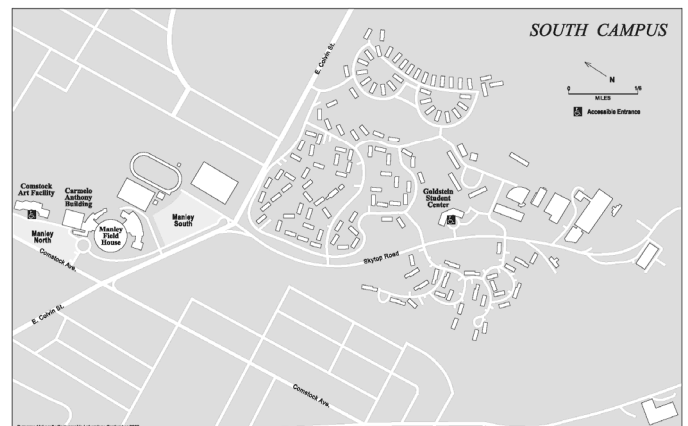 SOUTH CAMPUS
N
0 1/8
MILES
Accessible Entrance
E. Colvin St.
Comstock
Art Facility
Carmelo
Anthony
Building
Manley
Field
House
Manley
South
Manley
North
Comstock Ave.
E. Colvin St.
Goldstein
Student
Center
Skytop Road
Comstock Ave.